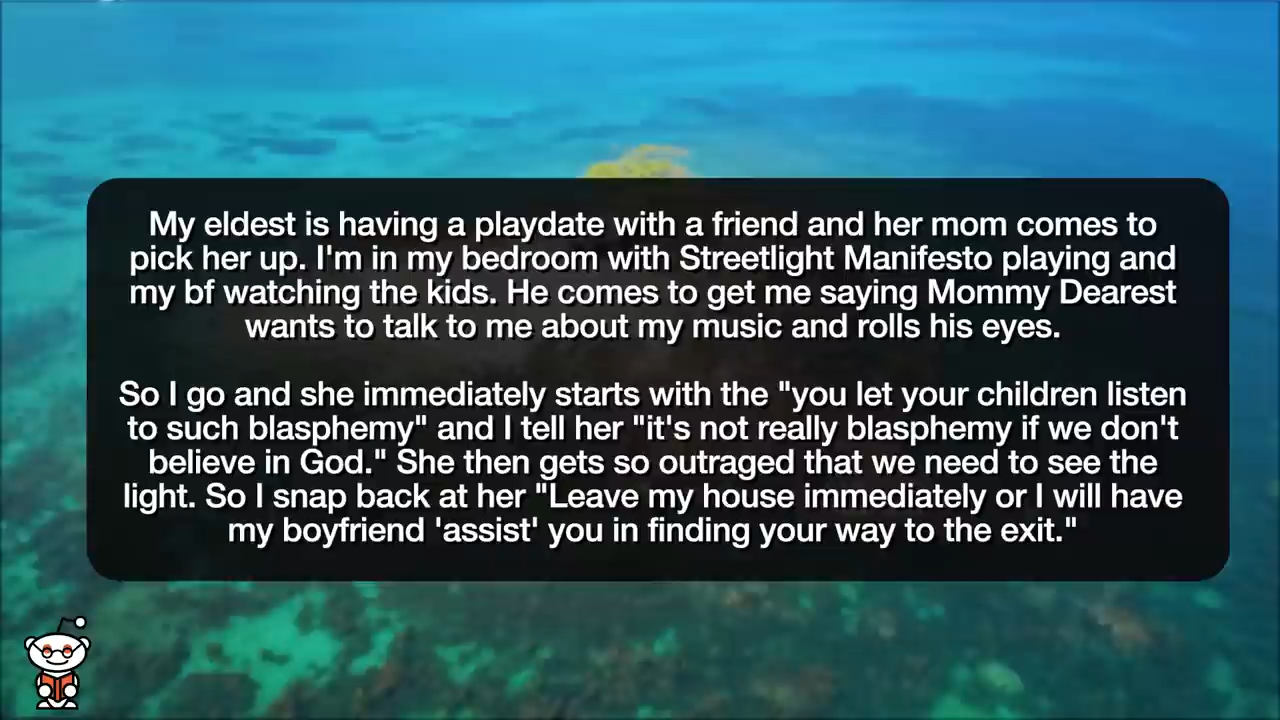 My eldest is having a playdate with a friend and her mom comes to
pick her up. I'm in my bedroom with Streetlight Manifesto playing and
my bf watching the kids. He comes to get me saying Mommy Dearest
wants to talk to me about my music and rolls his eyes.
So I go and she immediately starts with the "you let your children listen
to such blasphemy" and I tell her "it's not really blasphemy if we don't
believe in God." She then gets so outraged that we need to see the
light. So I snap back at her "Leave my house immediately or I will have
my boyfriend 'assist' you in finding your way to the exit."